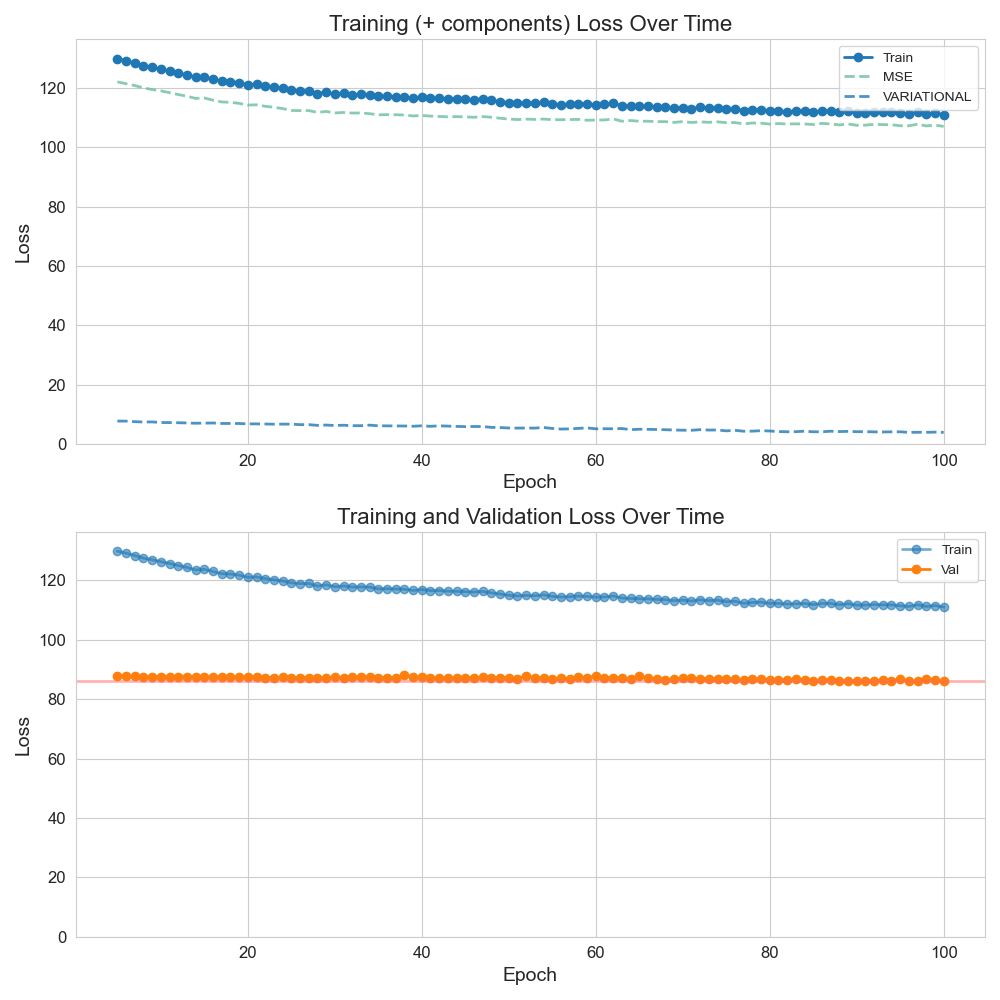 Training (+ components) Loss Over Time
Train
MSE
VARIATIONAL
120
100
80
60
40
20
0
Loss
20 40 60 80 100
Epoch
Training and Validation Loss Over Time
Train
Val
120
100
80
60
40
20
0
Loss
20 40 60 80 100
Epoch